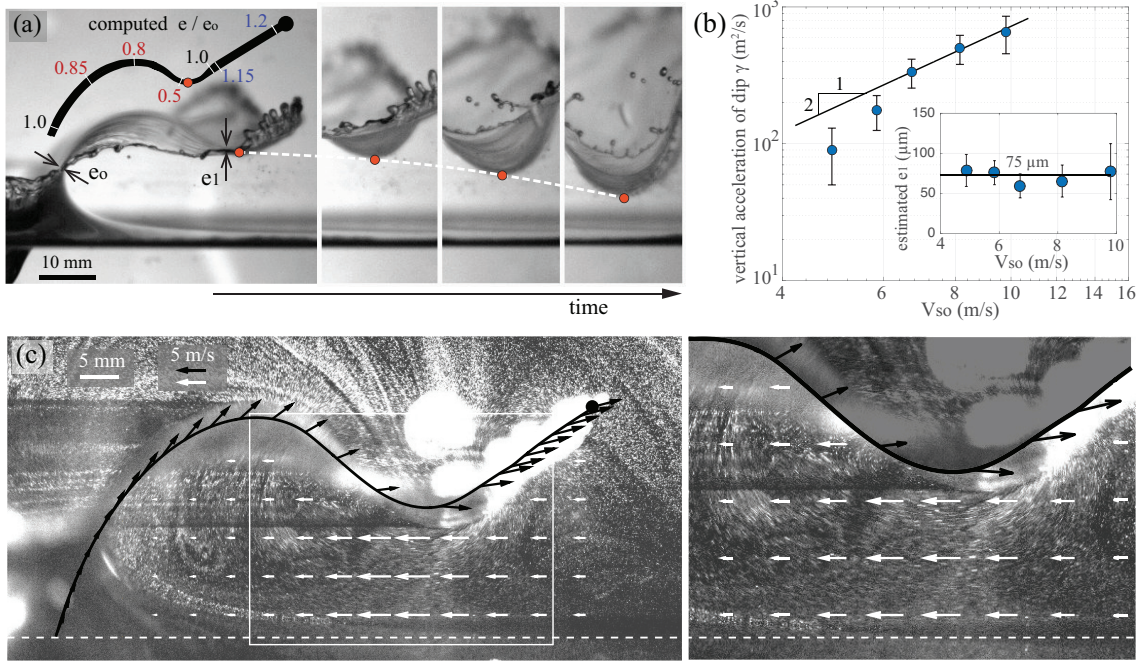 (a)
computed e / eo
1.2
0.8
0.85
1.0
1.15
0.5
1.0
eo
e1
10 mm
time
(b)
vertical acceleration of dip γ (m²/s)
10³
10²
10¹
1
2
4
6
8
10
12
14
16
Vso (m/s)
estimated e1 (μm)
150
100
50
0
75 μm
4
6
8
10
Vso (m/s)
(c)
5 mm
5 m/s